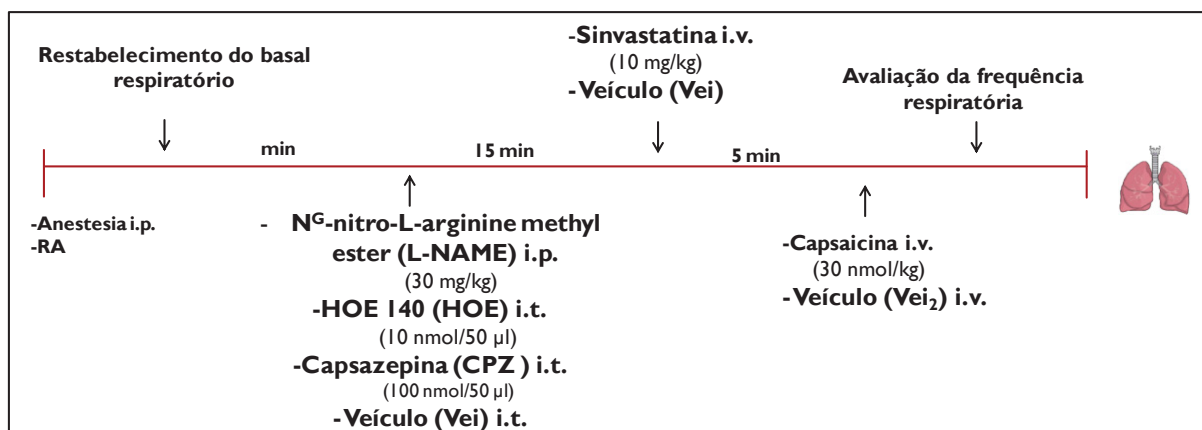 Restabelecimento do basal
respiratório
-Sinvastatina i.v.
(10 mg/kg)
-Veículo (Vei)
Avaliação da frequência
respiratória
min
15 min
5 min
-Anestesia i.p.
-RA
- Nᴳ-nitro-L-arginine methyl
ester (L-NAME) i.p.
(30 mg/kg)
-HOE 140 (HOE) i.t.
(10 nmol/50 µl)
-Capsazepina (CPZ ) i.t.
(100 nmol/50 µl)
-Veículo (Vei) i.t.
-Capsaicina i.v.
(30 nmol/kg)
-Veículo (Vei₂) i.v.